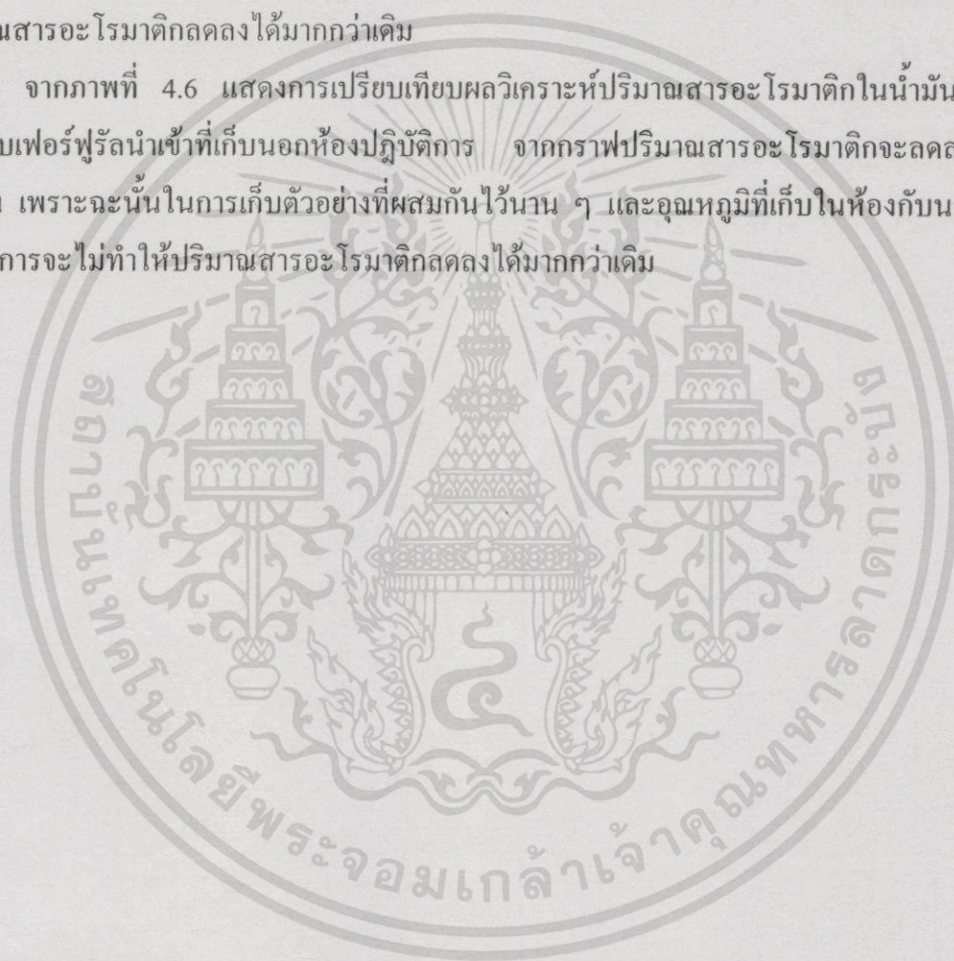 ณสารอะโรมาติกลดลงได้มากกว่าเดิม
จากภาพที่ 4.6 แสดงการเปรียบเทียบผลวิเคราะห์ปริมาณสารอะโรมาติกในน้ำมัน
บเฟอร์ฟูรัลนำเข้าที่เก็บนอกห้องปฏิบัติการ จากกราฟปริมาณสารอะโรมาติกจะลดล
เพราะฉะนั้นในการเก็บตัวอย่างที่ผสมกันไว้นาน ๆ และอุณหภูมิที่เก็บในห้องกับน
การจะไม่ทำให้ปริมาณสารอะโรมาติกลดลงได้มากกว่าเดิม
สถาบันเทคโนโลยีพระจอมเกล้าเจ้าคุณทหารลาดกระบัง